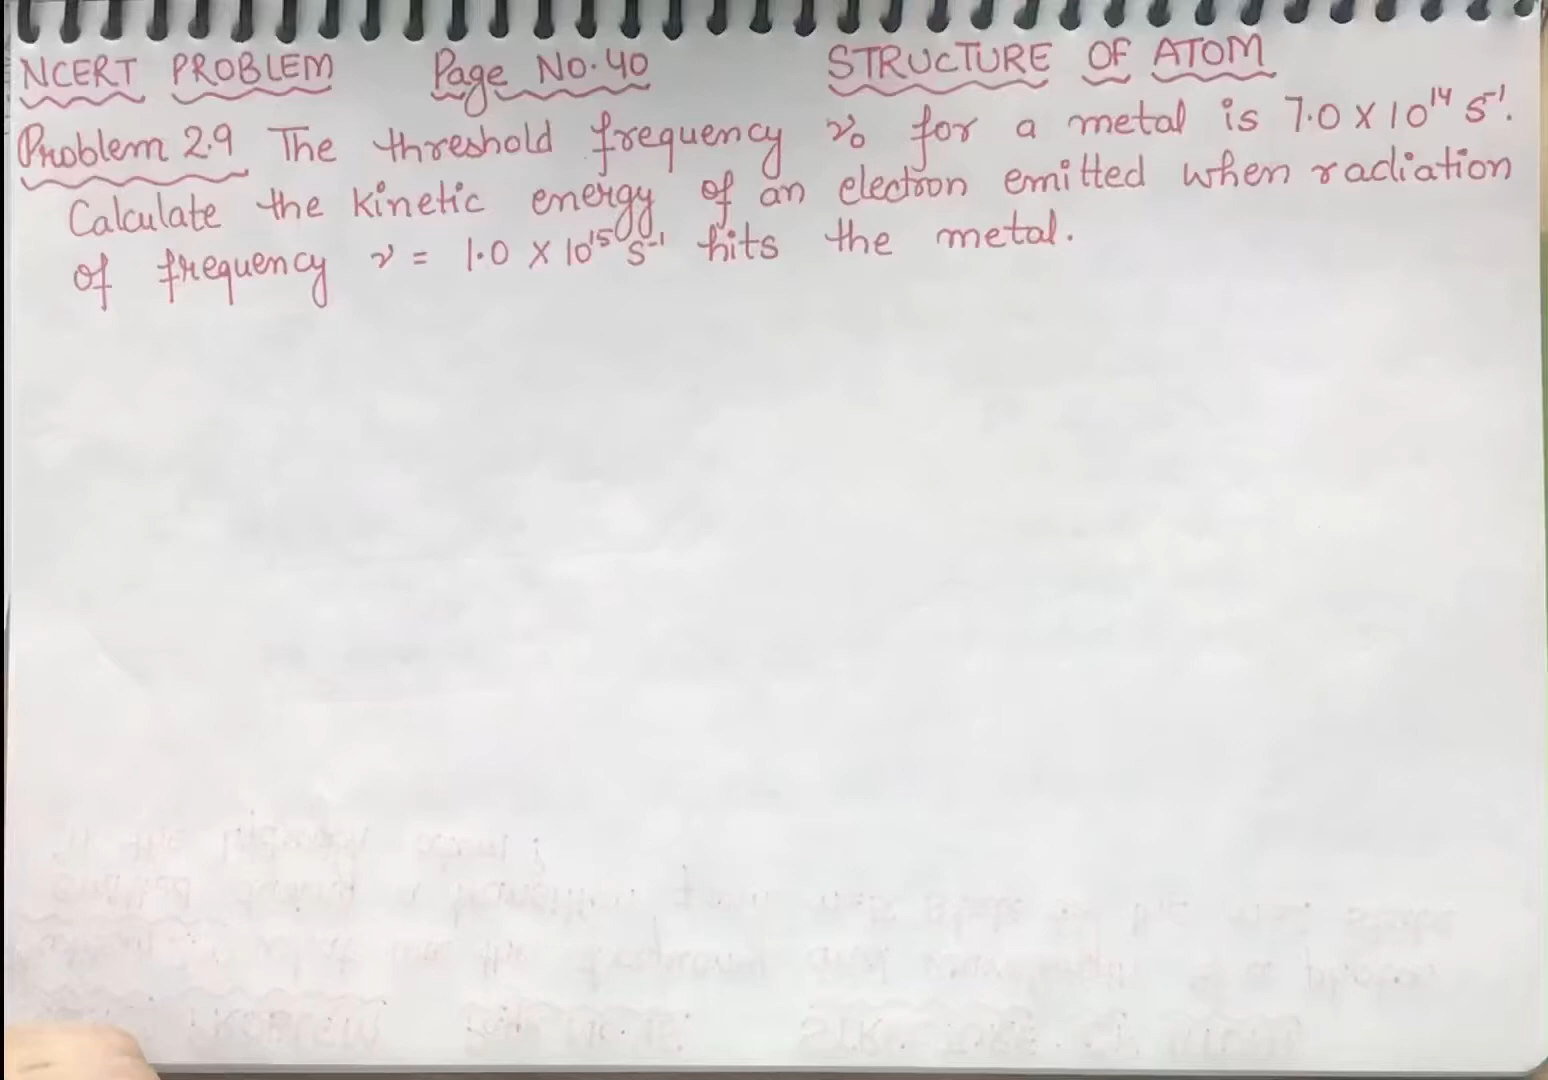 NCERT PROBLEM Page No. 40 STRUCTURE OF ATOM
Problem 2.9 The threshold frequency ν₀ for a metal is 7.0 x 10¹⁴ s⁻¹.
Calculate the kinetic energy of an electron emitted when radiation
of frequency ν = 1.0 x 10¹⁵ s⁻¹ hits the metal.